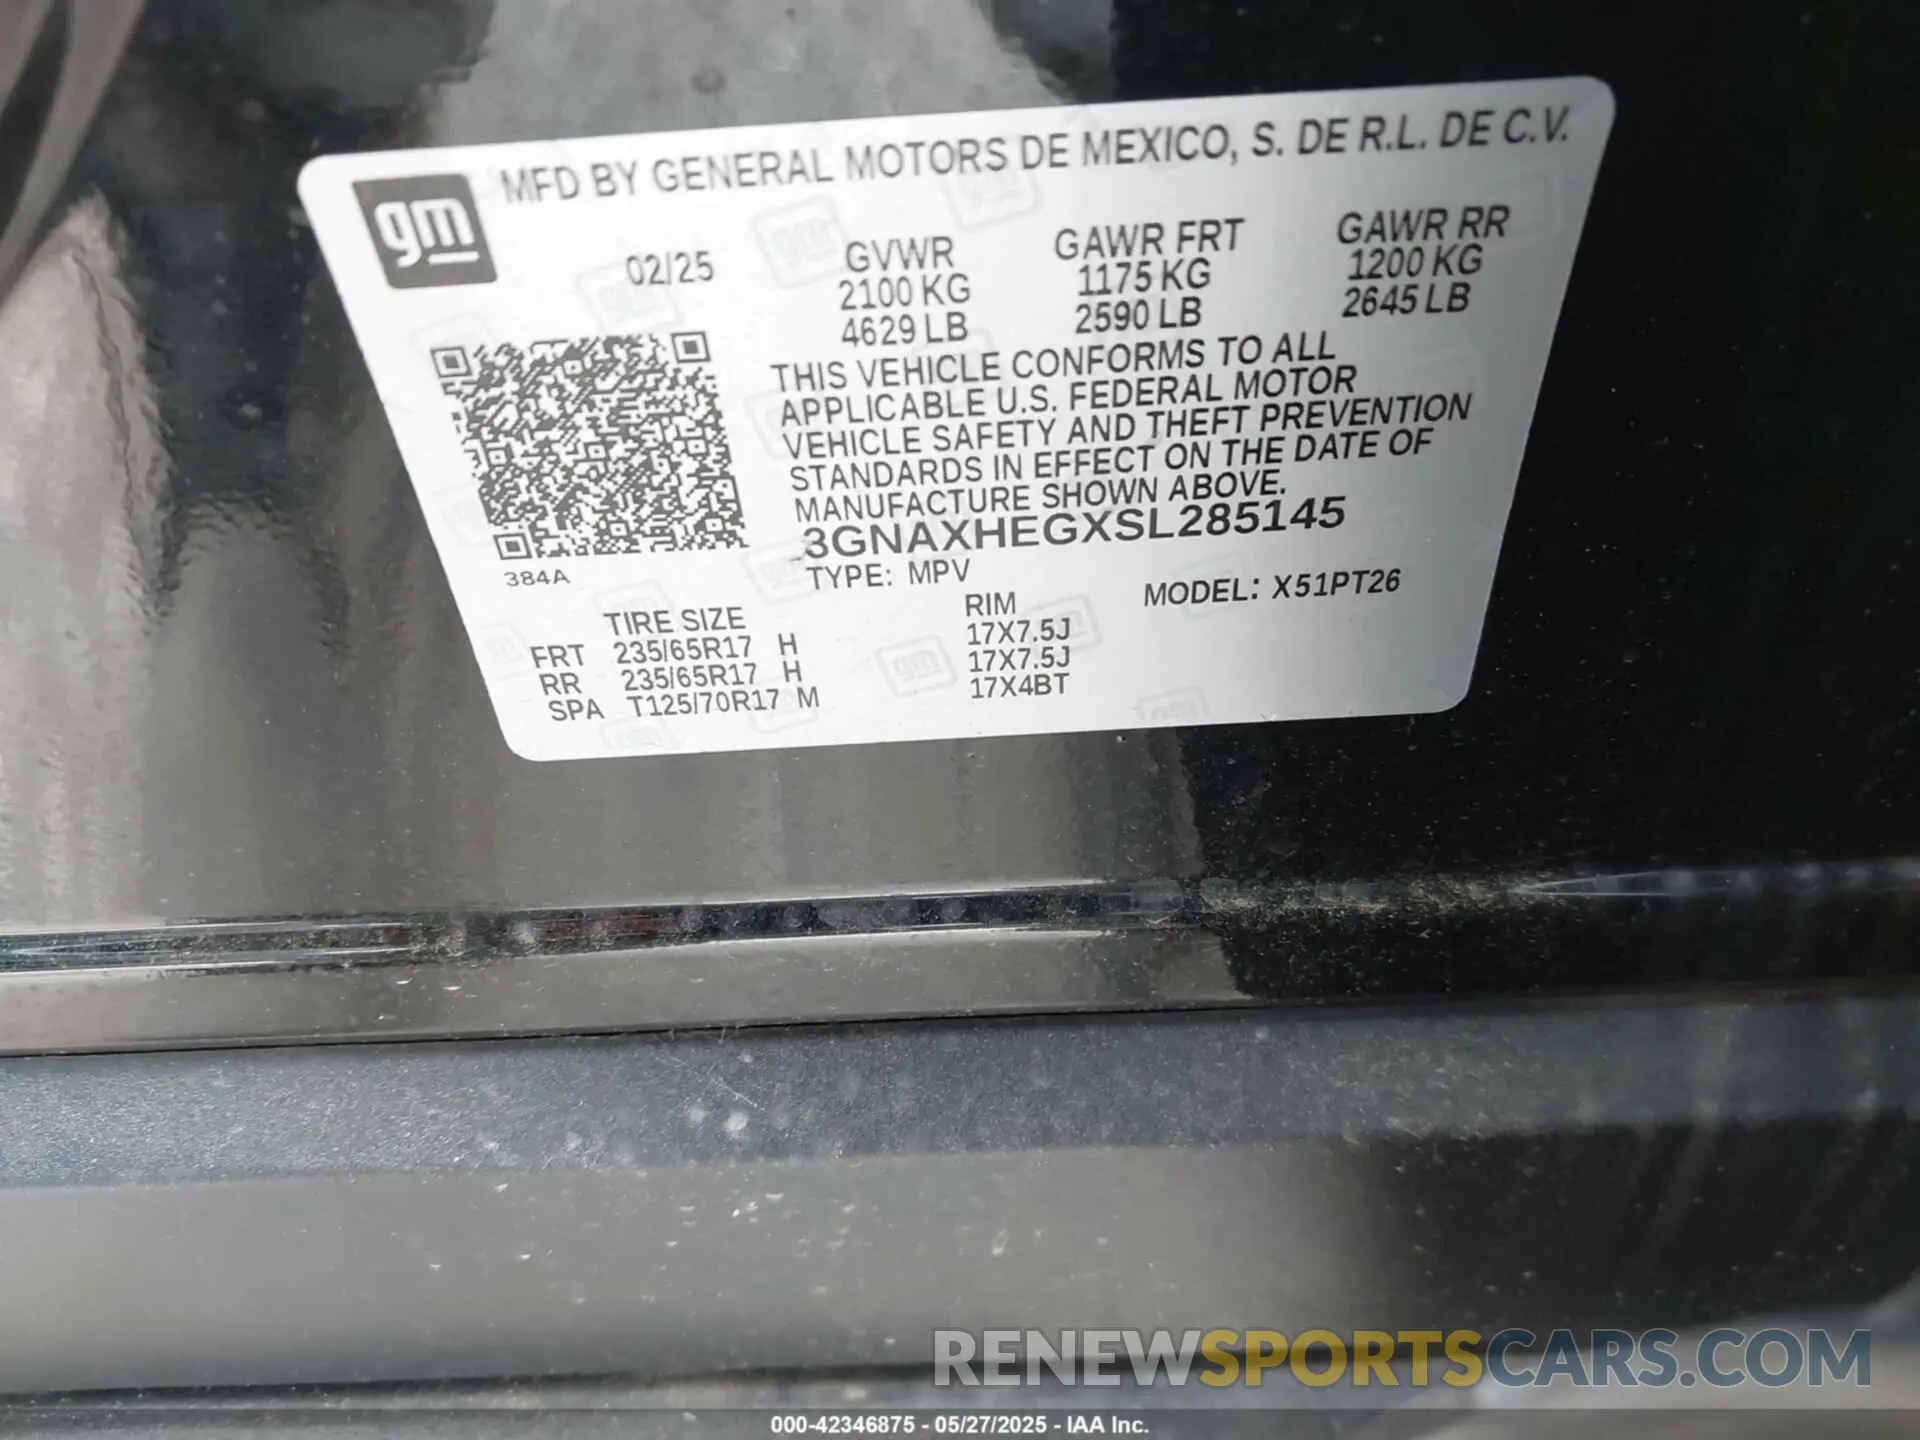 MFD BY GENERAL MOTORS DE MEXICO, S. DE R.L. DE C.V.
gm
02/25 GVWR GAWR FRT GAWR RR
2100 KG 1175 KG 1200 KG
4629 LB 2590 LB 2645 LB
THIS VEHICLE CONFORMS TO ALL
APPLICABLE U.S. FEDERAL MOTOR
VEHICLE SAFETY AND THEFT PREVENTION
STANDARDS IN EFFECT ON THE DATE OF
MANUFACTURE SHOWN ABOVE.
3GNAXHEGXSL285145
384A
TYPE: MPV MODEL: X51PT26
TIRE SIZE RIM
FRT 235/65R17 H 17X7.5J
RR 235/65R17 H 17X7.5J
SPA T125/70R17 M 17X4BT
RENEWSPORTSCARS.COM
000-42346875 - 05/27/2025 - IAA Inc.